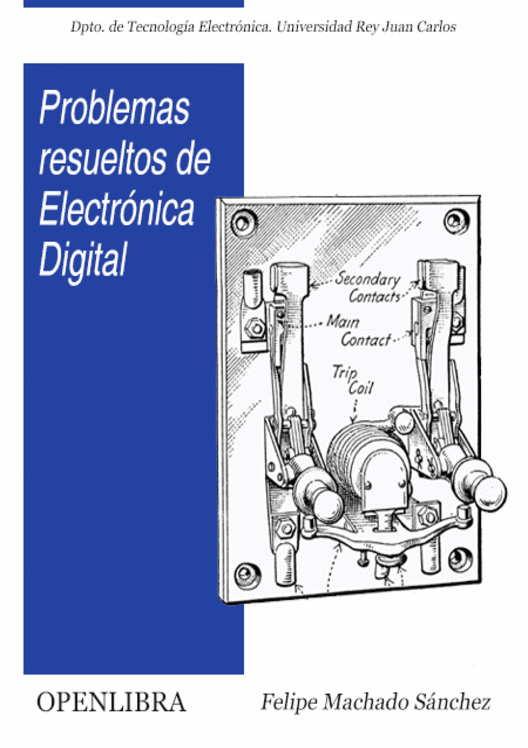 Dpto. de Tecnología Electrónica. Universidad Rey Juan Carlos
Problemas
resueltos de
Electrónica
Digital
Secondary
Contacts
Main
Contact
Trip
Coil
OPENLIBRA
Felipe Machado Sánchez